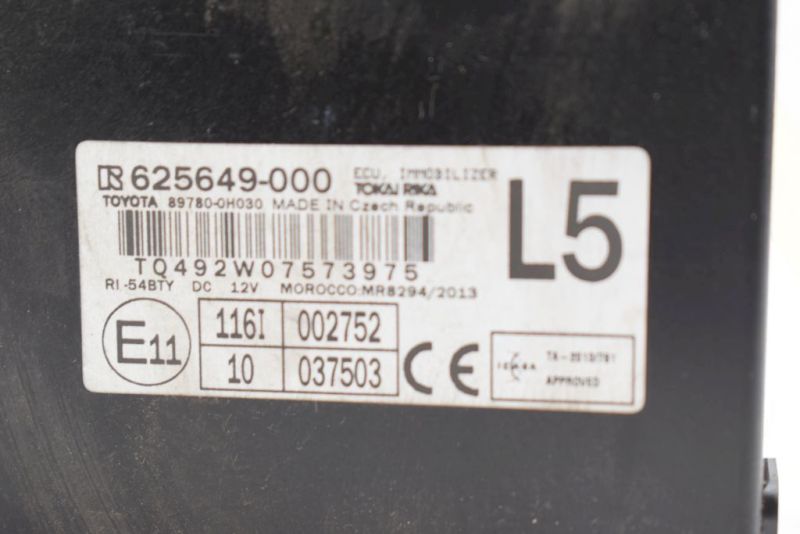 625649-000 ECU, IMMOBILIZER
TOKAI RIKA
L5
TOYOTA 89780-0H030 MADE IN Czech Republic
TQ492W07573975
RI-54BTY DC 12V MOROCCO:MR8294/2013
E11
116I 002752
10 037503
CE
ICASA
APPROVED